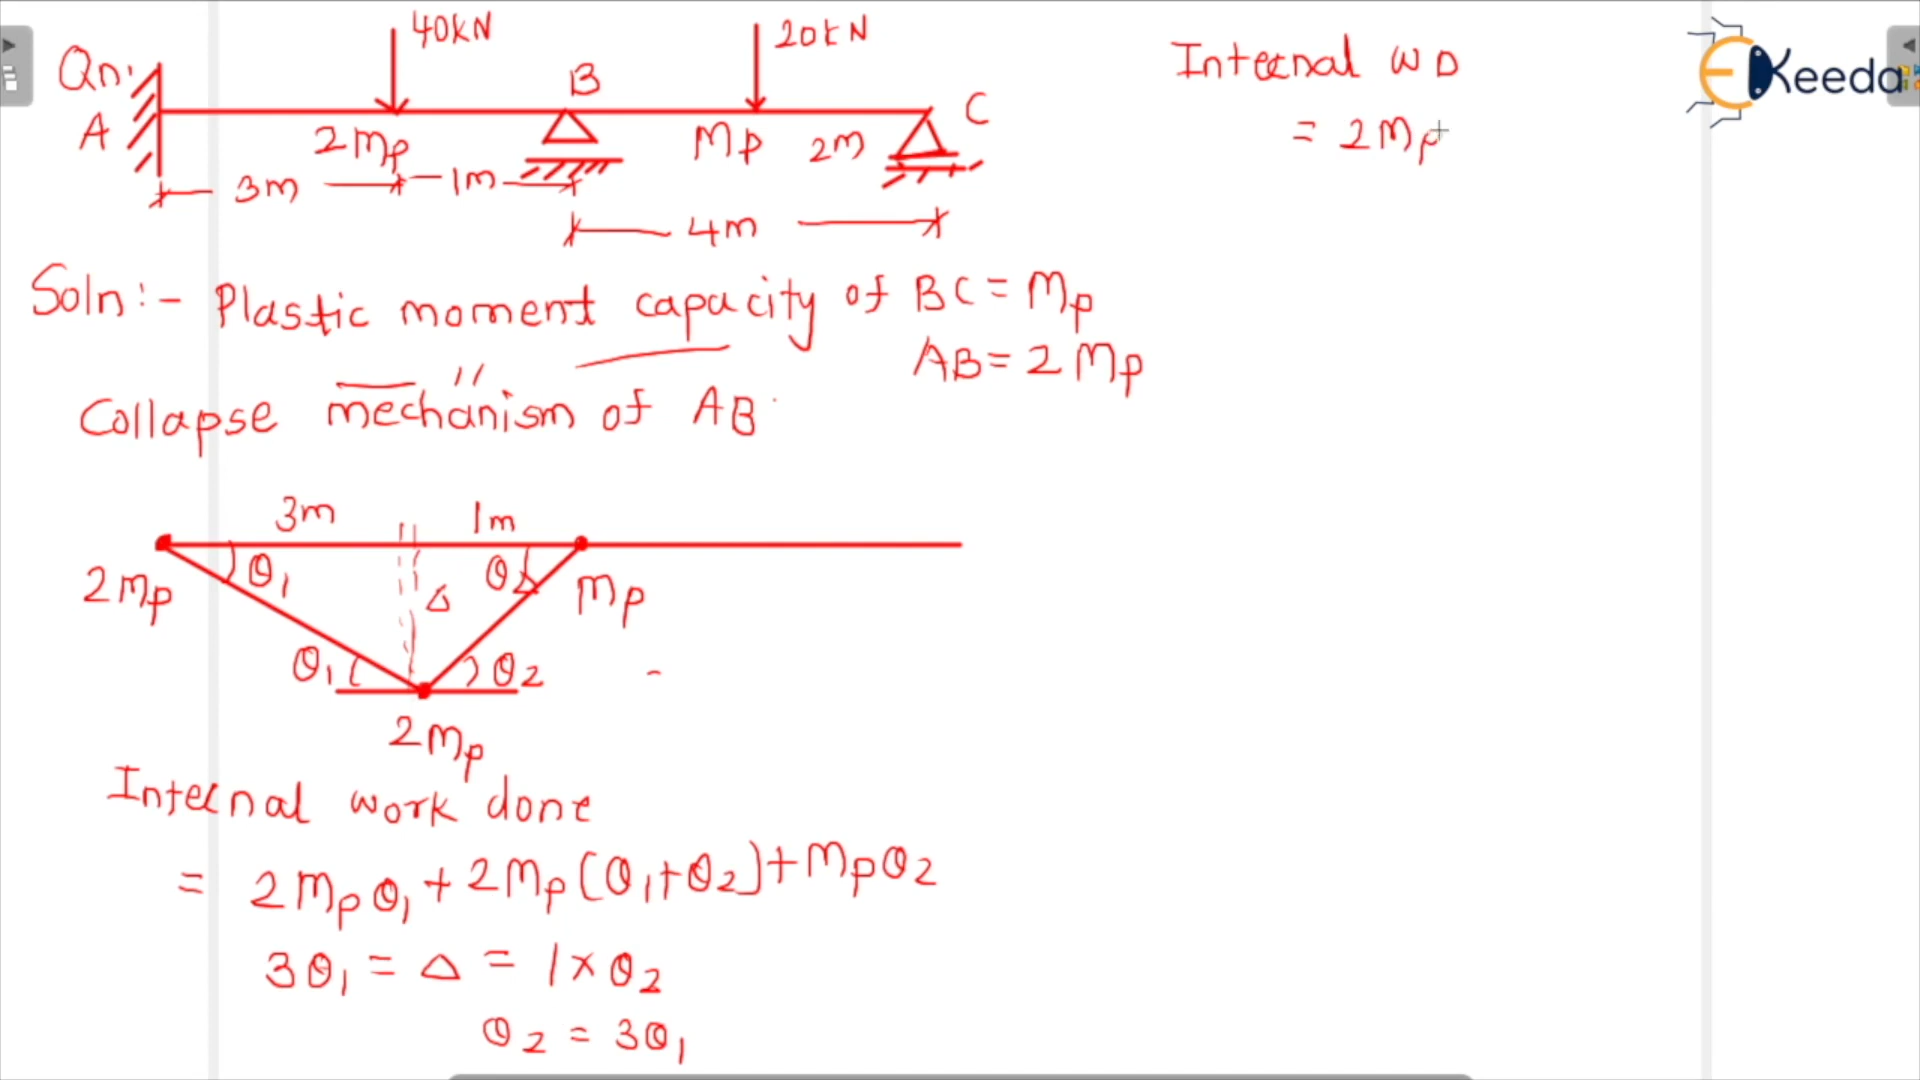 Qn:
40kN
20kN
A
B
C
2Mp
Mp
2m
3m
1m
4m
Soln:- Plastic moment capacity of BC = Mp
" AB = 2Mp
Collapse mechanism of AB
3m 1m
θ₁ θ₂
2Mp Δ Mp
θ₁ θ₂
2Mp
Internal work done
= 2Mpθ₁ + 2Mp(θ₁+θ₂) + Mpθ₂
3θ₁ = Δ = 1×θ₂
θ₂ = 3θ₁
Internal WD
= 2Mp
EKeeda